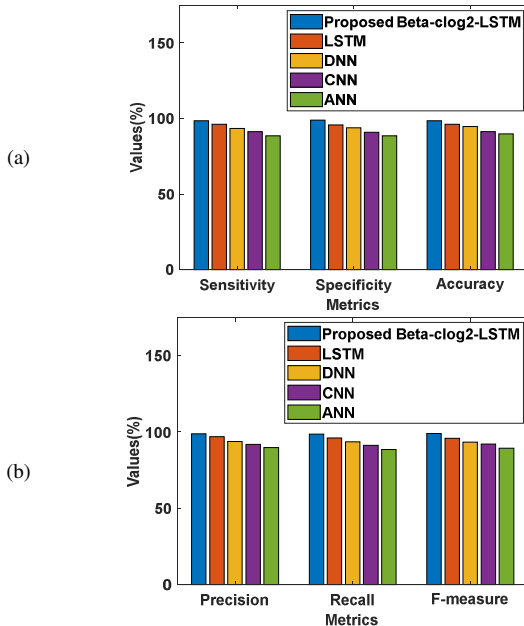 (a)
Values(%)
150
100
50
0
Proposed Beta-clog2-LSTM
LSTM
DNN
CNN
ANN
Sensitivity Specificity Accuracy
Metrics
(b)
Values(%)
150
100
50
0
Proposed Beta-clog2-LSTM
LSTM
DNN
CNN
ANN
Precision Recall F-measure
Metrics